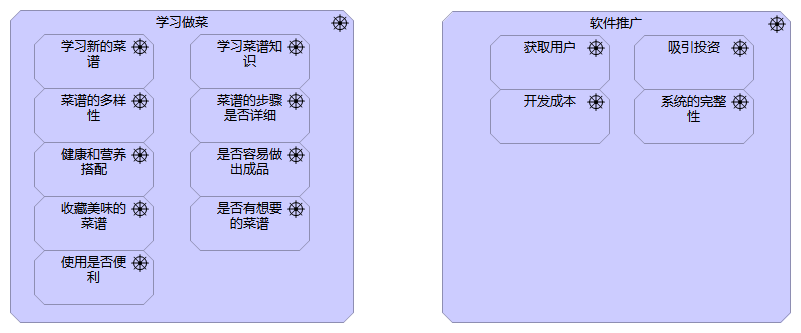 学习做菜
学习新的菜
谱
学习菜谱知
识
菜谱的多样
性
菜谱的步骤
是否详细
健康和营养
搭配
是否容易做
出成品
收藏美味的
菜谱
是否有想要
的菜谱
使用是否便
利
软件推广
获取用户
吸引投资
开发成本
系统的完整
性